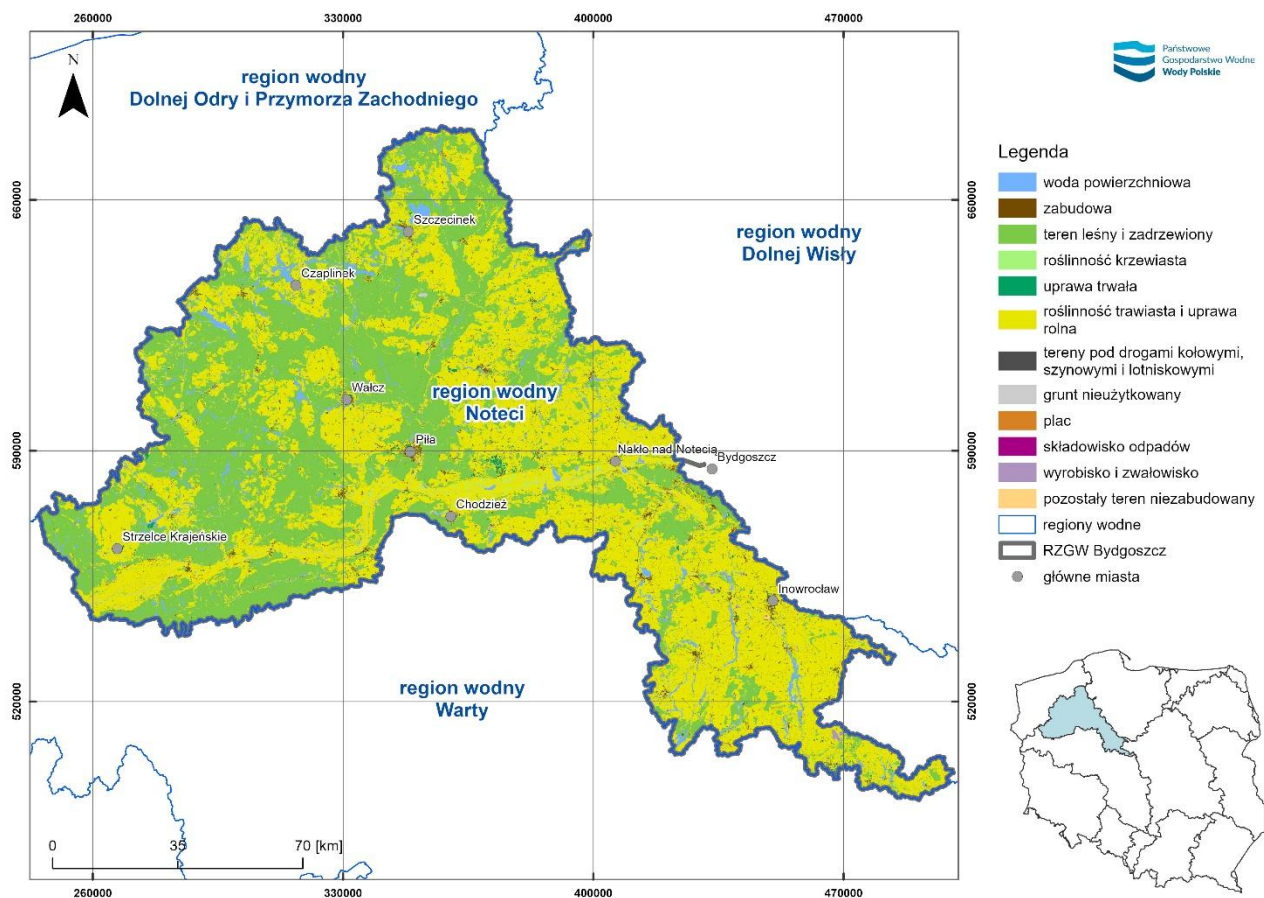 260000 330000 400000 470000
N
region wodny
Dolnej Odry i Przymorza Zachodniego
Państwowe
Gospodarstwo Wodne
Wody Polskie
Legenda
woda powierzchniowa
zabudowa
teren leśny i zadrzewiony
roślinność krzewiasta
uprawa trwała
roślinność trawiasta i uprawa
rolna
tereny pod drogami kołowymi,
szynowymi i lotniskowymi
grunt nieużytkowany
plac
składowisko odpadów
wyrobisko i zwałowisko
pozostały teren niezabudowany
regiony wodne
RZGW Bydgoszcz
główne miasta
660000 660000
Szczecinek
region wodny
Dolnej Wisły
Czaplinek
Wałcz
region wodny
Noteci
Piła
Nakło nad Notecią
Bydgoszcz
590000 590000
Chodzież
Strzelce Krajeńskie
Inowrocław
region wodny
Warty
520000 520000
0 35 70 [km]
260000 330000 400000 470000